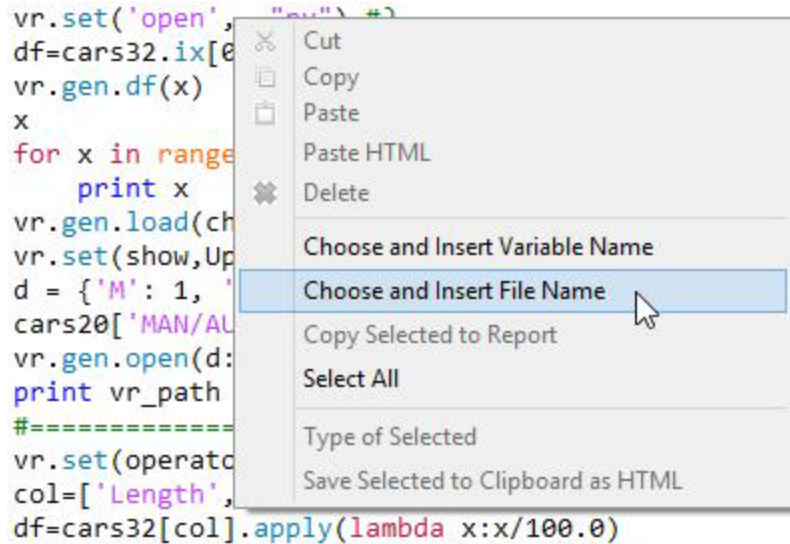 vr.set('open',
df=cars32.ix[0
vr.gen.df(x)
x
for x in range
    print x
vr.gen.load(ch
vr.set(show,Up
d = {'M': 1, '
cars20['MAN/AU
vr.gen.open(d:
print vr_path
#==============
vr.set(operato
col=['Length',
df=cars32[col].apply(lambda x:x/100.0)
Cut
Copy
Paste
Paste HTML
Delete
Choose and Insert Variable Name
Choose and Insert File Name
Copy Selected to Report
Select All
Type of Selected
Save Selected to Clipboard as HTML